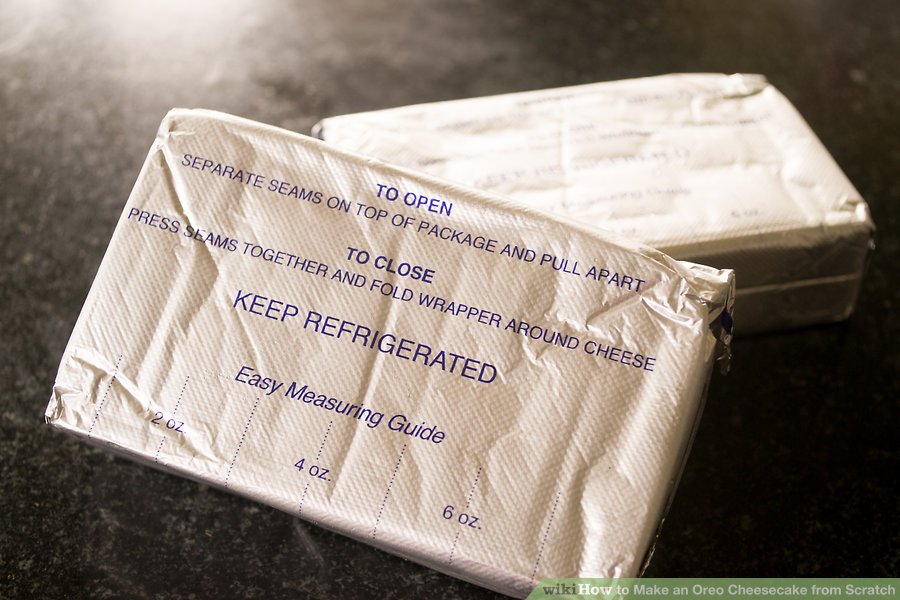 TO OPEN
SEPARATE SEAMS ON TOP OF PACKAGE AND PULL APART
TO CLOSE
PRESS SEAMS TOGETHER AND FOLD WRAPPER AROUND CHEESE
KEEP REFRIGERATED
Easy Measuring Guide
2 oz.
4 oz.
6 oz.
6 oz.
wikiHow to Make an Oreo Cheesecake from Scratch